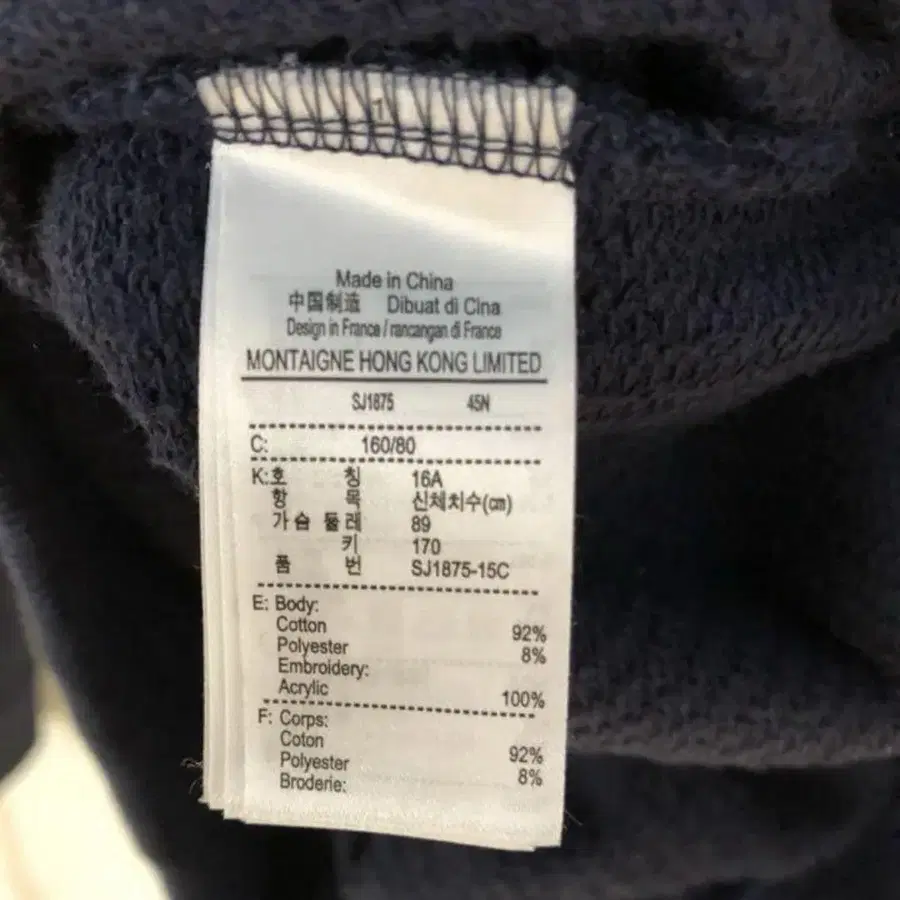 1
Made in China
中国制造 Dibuat di Cina
Design in France / rancangan di France
MONTAIGNE HONG KONG LIMITED
SJ1875 45N
C: 160/80
K:호 칭 16A
항 목 신체치수(㎝)
가슴 둘레 89
키 170
품 번 SJ1875-15C
E: Body:
Cotton 92%
Polyester 8%
Embroidery:
Acrylic 100%
F: Corps:
Coton 92%
Polyester 8%
Broderie: